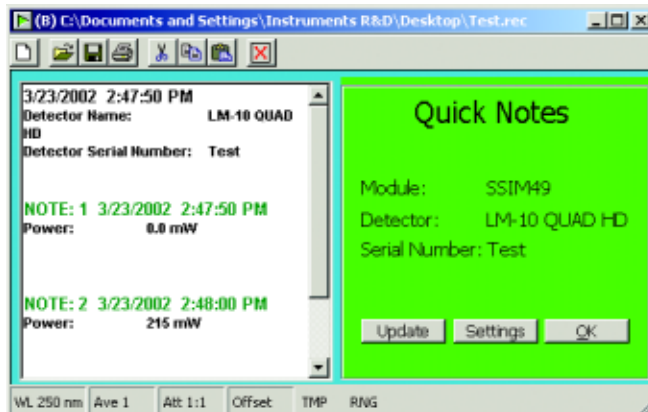 (B) C:\Documents and Settings\Instruments R&D\Desktop\Test.rec
3/23/2002 2:47:50 PM
Detector Name: LM-10 QUAD
HD
Detector Serial Number: Test
NOTE: 1 3/23/2002 2:47:50 PM
Power: 0.0 mW
NOTE: 2 3/23/2002 2:48:00 PM
Power: 215 mW
Quick Notes
Module: SSIM49
Detector: LM-10 QUAD HD
Serial Number: Test
Update Settings OK
WL 250 nm Ave 1 Att 1:1 Offset TMP RNG